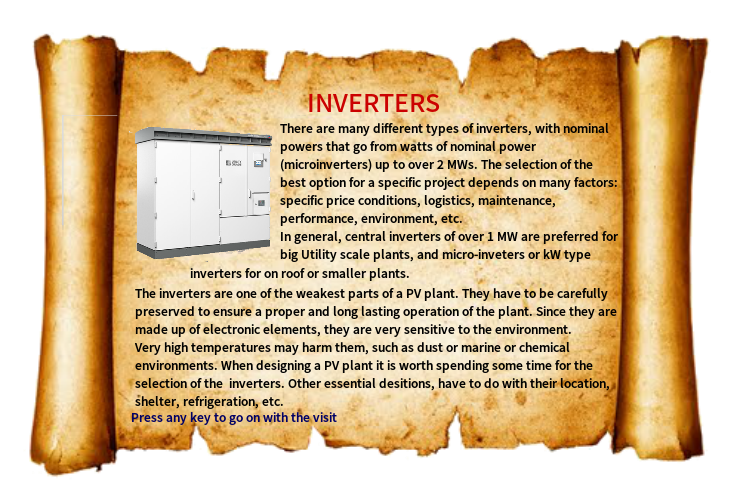 INVERTERS
There are many different types of inverters, with nominal
powers that go from watts of nominal power
(microinverters) up to over 2 MWs. The selection of the
best option for a specific project depends on many factors:
specific price conditions, logistics, maintenance,
performance, environment, etc.
In general, central inverters of over 1 MW are preferred for
big Utility scale plants, and micro-inveters or kW type
inverters for on roof or smaller plants.
The inverters are one of the weakest parts of a PV plant. They have to be carefully
preserved to ensure a proper and long lasting operation of the plant. Since they are
made up of electronic elements, they are very sensitive to the environment.
Very high temperatures may harm them, such as dust or marine or chemical
environments. When designing a PV plant it is worth spending some time for the
selection of the  inverters. Other essential desitions, have to do with their location,
shelter, refrigeration, etc.
Press any key to go on with the visit